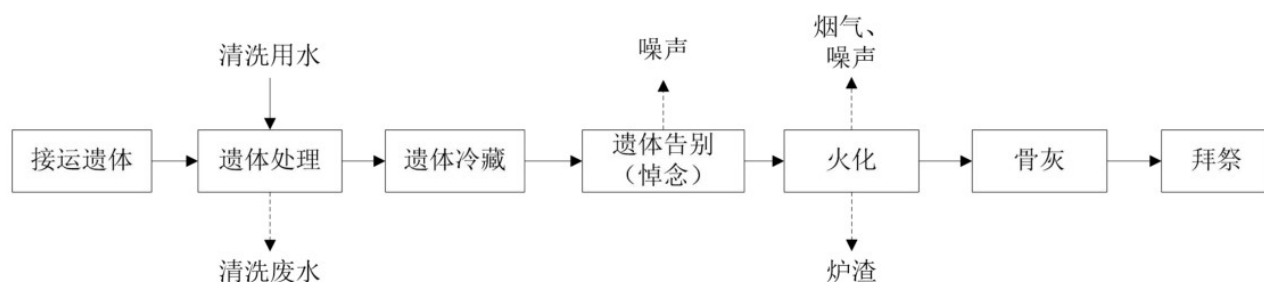 清洗用水
噪声
烟气、
噪声
接运遗体
遗体处理
遗体冷藏
遗体告别
（悼念）
火化
骨灰
拜祭
清洗废水
炉渣